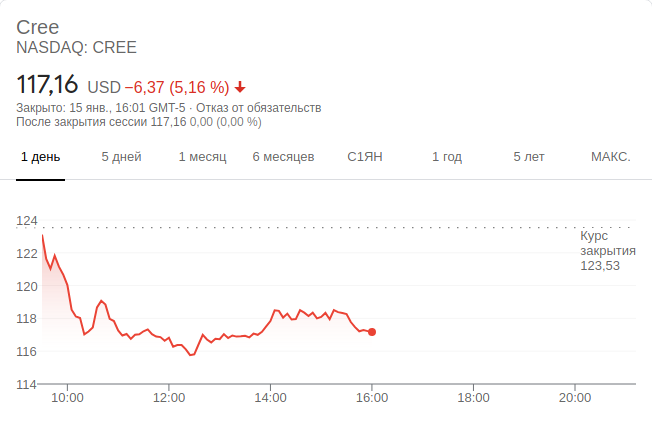 Cree
NASDAQ: CREE
117,16 USD −6,37 (5,16 %)
Закрыто: 15 янв., 16:01 GMT-5 · Отказ от обязательств
После закрытия сессии 117,16 0,00 (0,00 %)
1 день 5 дней 1 месяц 6 месяцев С1ЯН 1 год 5 лет МАКС.
124
Курс
закрытия
123,53
122
120
118
116
114
10:00 12:00 14:00 16:00 18:00 20:00